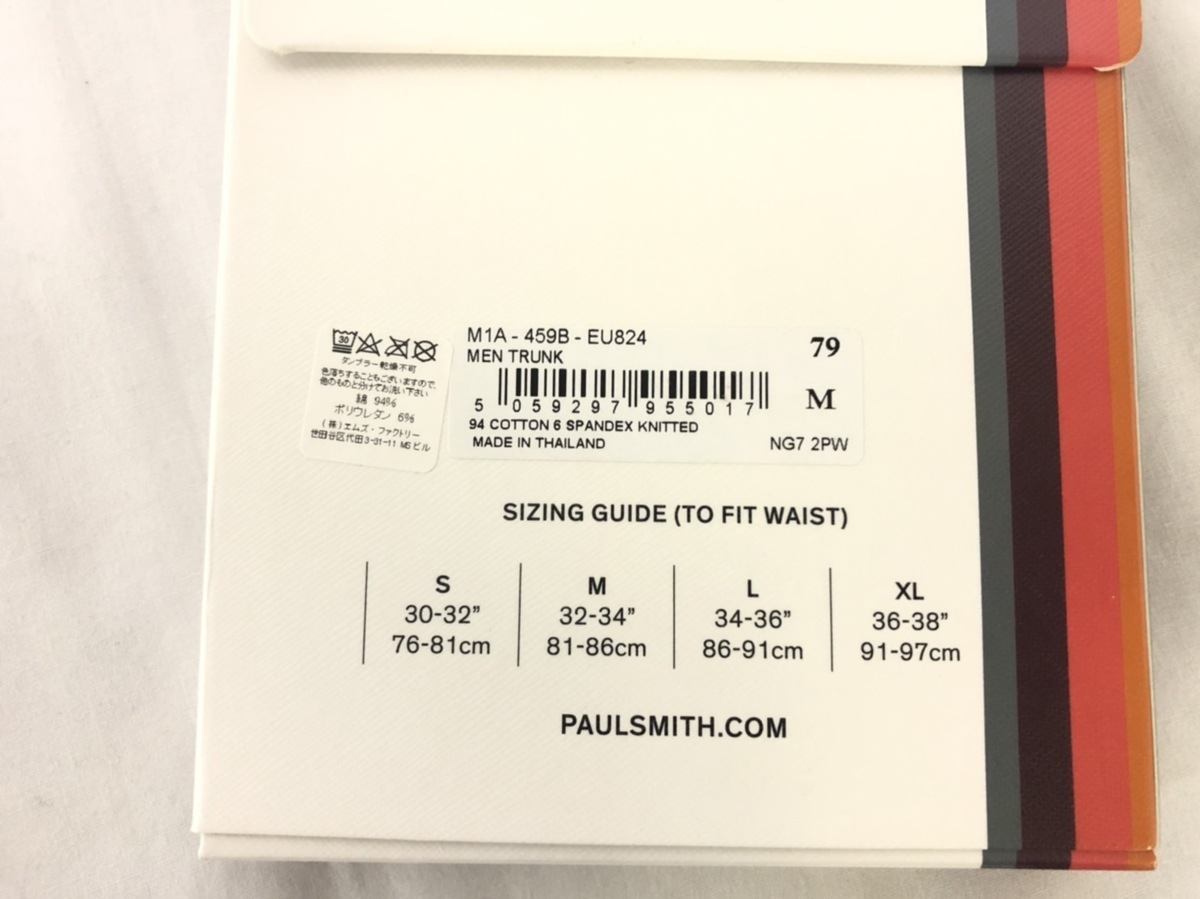 30
タンブラー乾燥不可
色落ちすることもございますので、
他のものと分けてお洗い下さい
綿 94%
ポリウレタン 6%
(株)エムズ・ファクトリー
世田谷区代田3-31-11 MSビル
M1A - 459B - EU824
79
MEN TRUNK
5 059297 955017
M
94 COTTON 6 SPANDEX KNITTED
MADE IN THAILAND
NG7 2PW
SIZING GUIDE (TO FIT WAIST)
S M L XL
30-32” 32-34” 34-36” 36-38”
76-81cm 81-86cm 86-91cm 91-97cm
PAULSMITH.COM